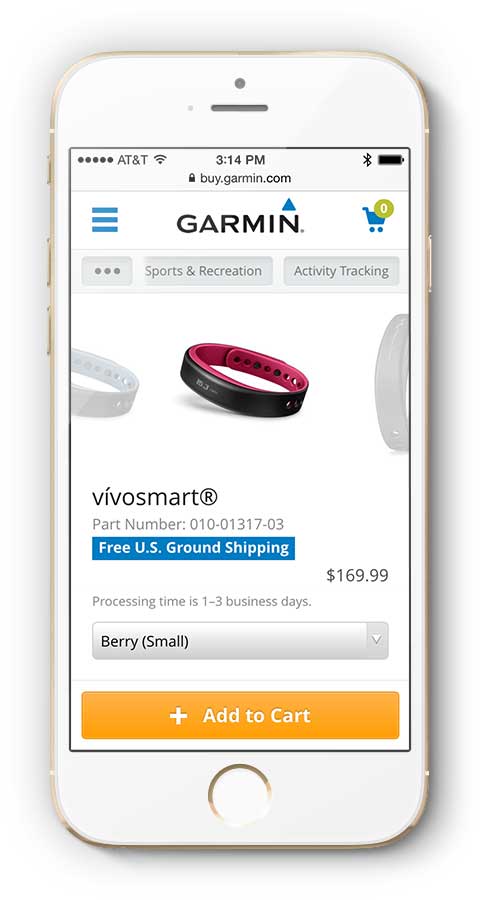 AT&T 3:14 PM
buy.garmin.com
GARMIN® 0
••• Sports & Recreation Activity Tracking
vívosmart®
Part Number: 010-01317-03
Free U.S. Ground Shipping
$169.99
Processing time is 1–3 business days.
Berry (Small)
+ Add to Cart